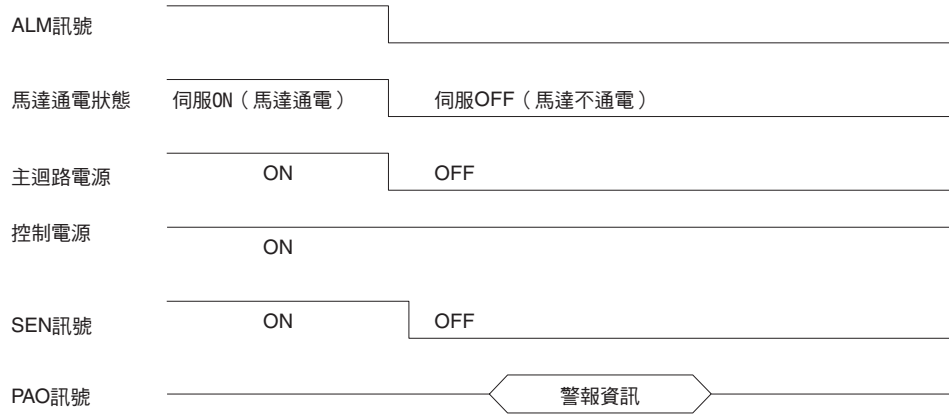 ALM訊號
馬達通電狀態 伺服ON（馬達通電） 伺服OFF（馬達不通電）
主迴路電源 ON OFF
控制電源
ON
SEN訊號 ON OFF
PAO訊號 警報資訊